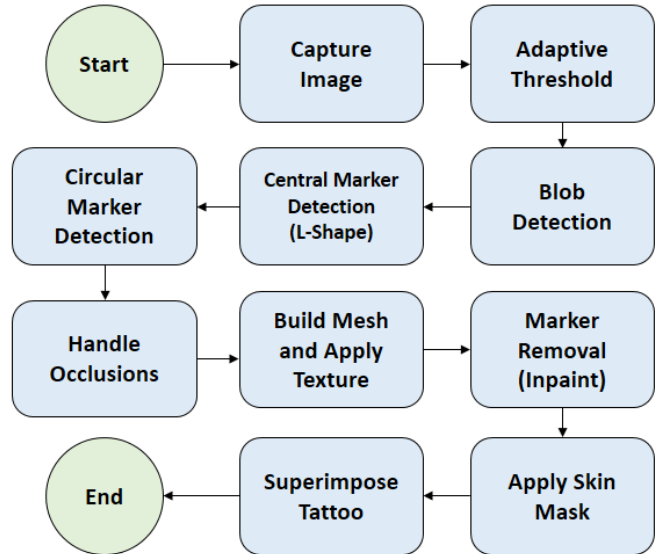 Start
Capture
Image
Adaptive
Threshold
Blob
Detection
Central Marker
Detection
(L-Shape)
Circular
Marker
Detection
Handle
Occlusions
Build Mesh
and Apply
Texture
Marker
Removal
(Inpaint)
Apply Skin
Mask
Superimpose
Tattoo
End